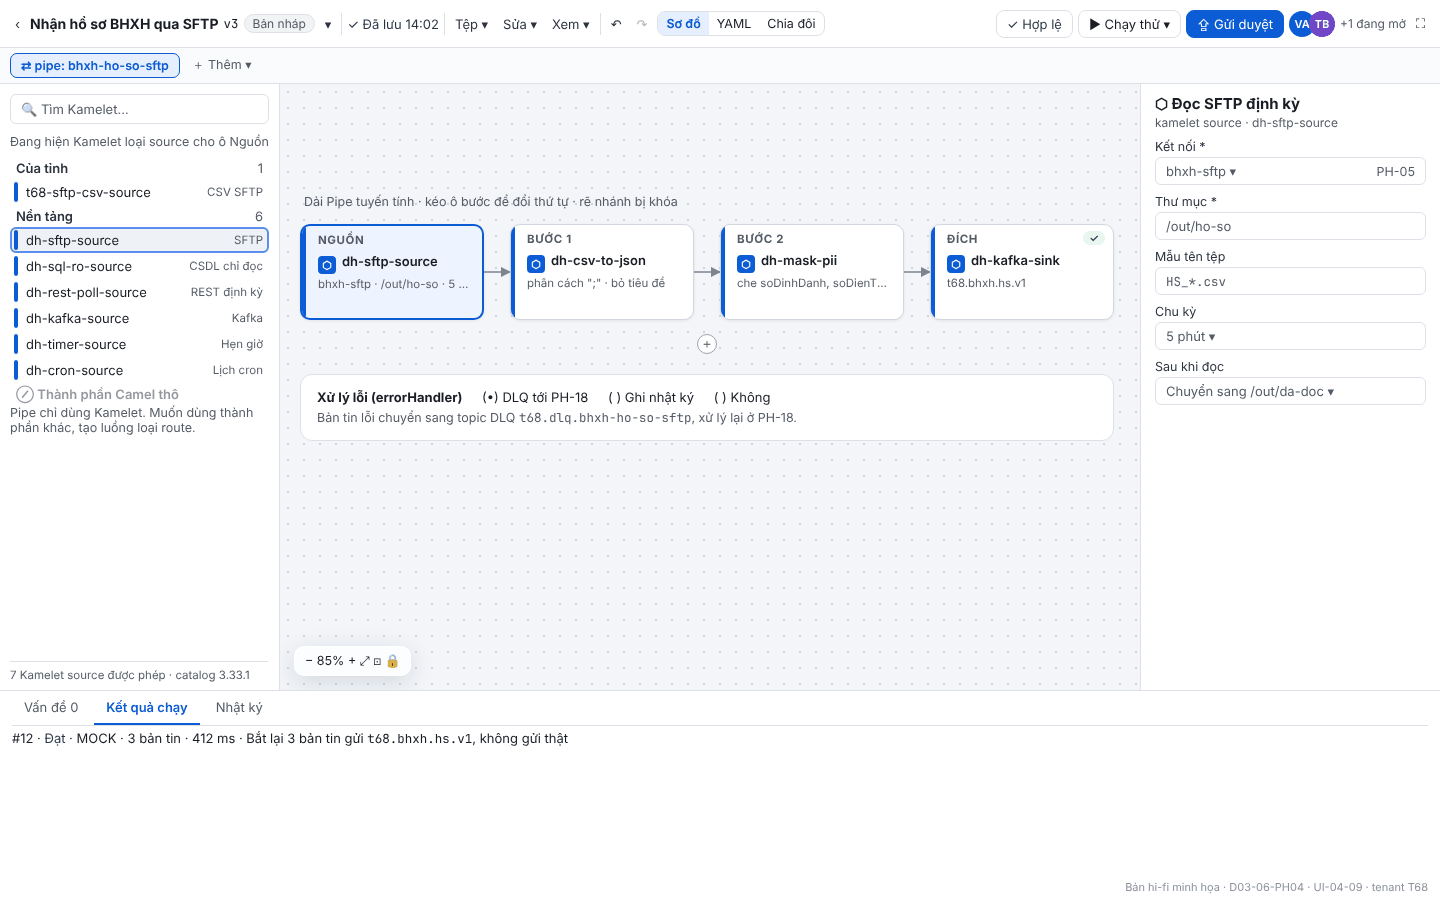 ‹ Nhận hồ sơ BHXH qua SFTP v3 Bản nháp ▾ ✓ Đã lưu 14:02 Tệp ▾ Sửa ▾ Xem ▾ ↶ ↷ Sơ đồ YAML Chia đôi ✓ Hợp lệ ▶ Chạy thử ▾ ⇪ Gửi duyệt VA TB +1 đang mở ⛶
⇄ pipe: bhxh-ho-so-sftp + Thêm ▾
🔍 Tìm Kamelet...
Đang hiện Kamelet loại source cho ô Nguồn
Của tỉnh 1
t68-sftp-csv-source CSV SFTP
Nền tảng 6
dh-sftp-source SFTP
dh-sql-ro-source CSDL chỉ đọc
dh-rest-poll-source REST định kỳ
dh-kafka-source Kafka
dh-timer-source Hẹn giờ
dh-cron-source Lịch cron
Thành phần Camel thô
Pipe chỉ dùng Kamelet. Muốn dùng thành
phần khác, tạo luồng loại route.
7 Kamelet source được phép · catalog 3.33.1
Dải Pipe tuyến tính · kéo ô bước để đổi thứ tự · rẽ nhánh bị khóa
NGUỒN
dh-sftp-source
bhxh-sftp · /out/ho-so · 5 ...
BƯỚC 1
dh-csv-to-json
phân cách ";" · bỏ tiêu đề
BƯỚC 2
dh-mask-pii
che soDinhDanh, soDienT...
ĐÍCH ✓
dh-kafka-sink
t68.bhxh.hs.v1
+
Xử lý lỗi (errorHandler) (•) DLQ tới PH-18 ( ) Ghi nhật ký ( ) Không
Bản tin lỗi chuyển sang topic DLQ t68.dlq.bhxh-ho-so-sftp, xử lý lại ở PH-18.
− 85% + ⤢ ⊡ 🔒
⬡ Đọc SFTP định kỳ
kamelet source · dh-sftp-source
Kết nối *
bhxh-sftp ▾ PH-05
Thư mục *
/out/ho-so
Mẫu tên tệp
HS_*.csv
Chu kỳ
5 phút ▾
Sau khi đọc
Chuyển sang /out/da-doc ▾
Vấn đề 0 Kết quả chạy Nhật ký
#12 · Đạt · MOCK · 3 bản tin · 412 ms · Bắt lại 3 bản tin gửi t68.bhxh.hs.v1, không gửi thật
Bản hi-fi minh họa · D03-06-PH04 · UI-04-09 · tenant T68